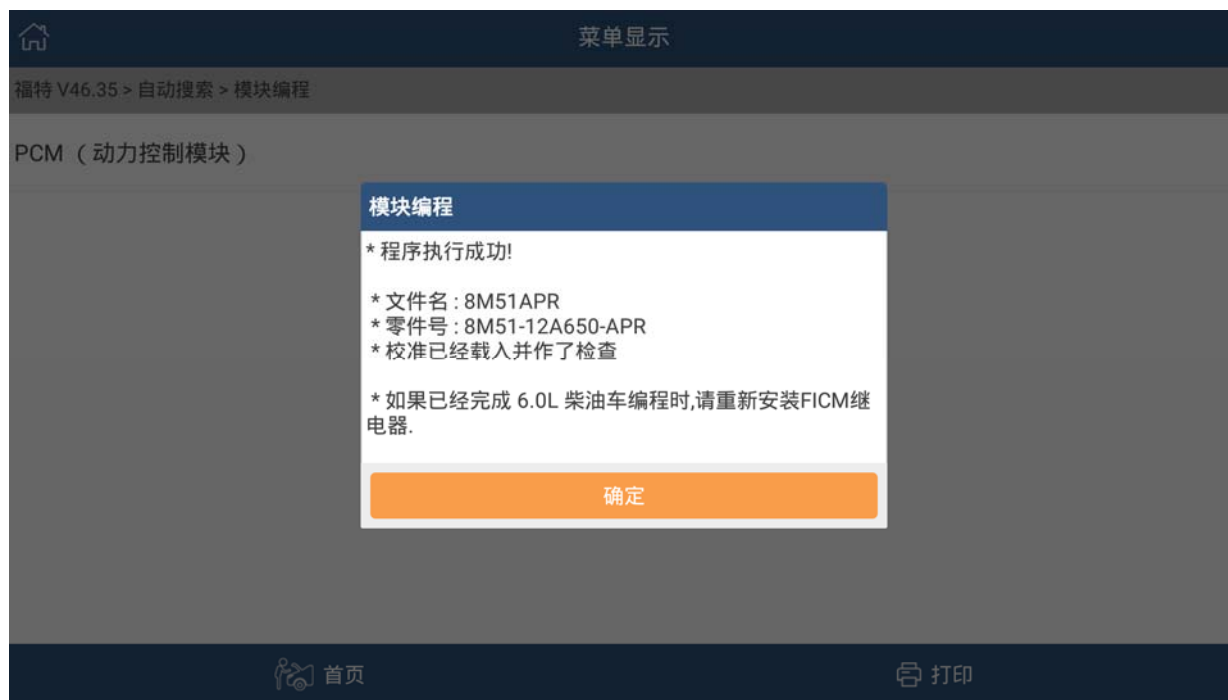 菜单显示
福特 V46.35 > 自动搜索 > 模块编程
PCM （动力控制模块）
模块编程
* 程序执行成功!
* 文件名 : 8M51APR
* 零件号 : 8M51-12A650-APR
* 校准已经载入并作了检查
* 如果已经完成 6.0L 柴油车编程时,请重新安装FICM继
电器.
确定
首页
打印